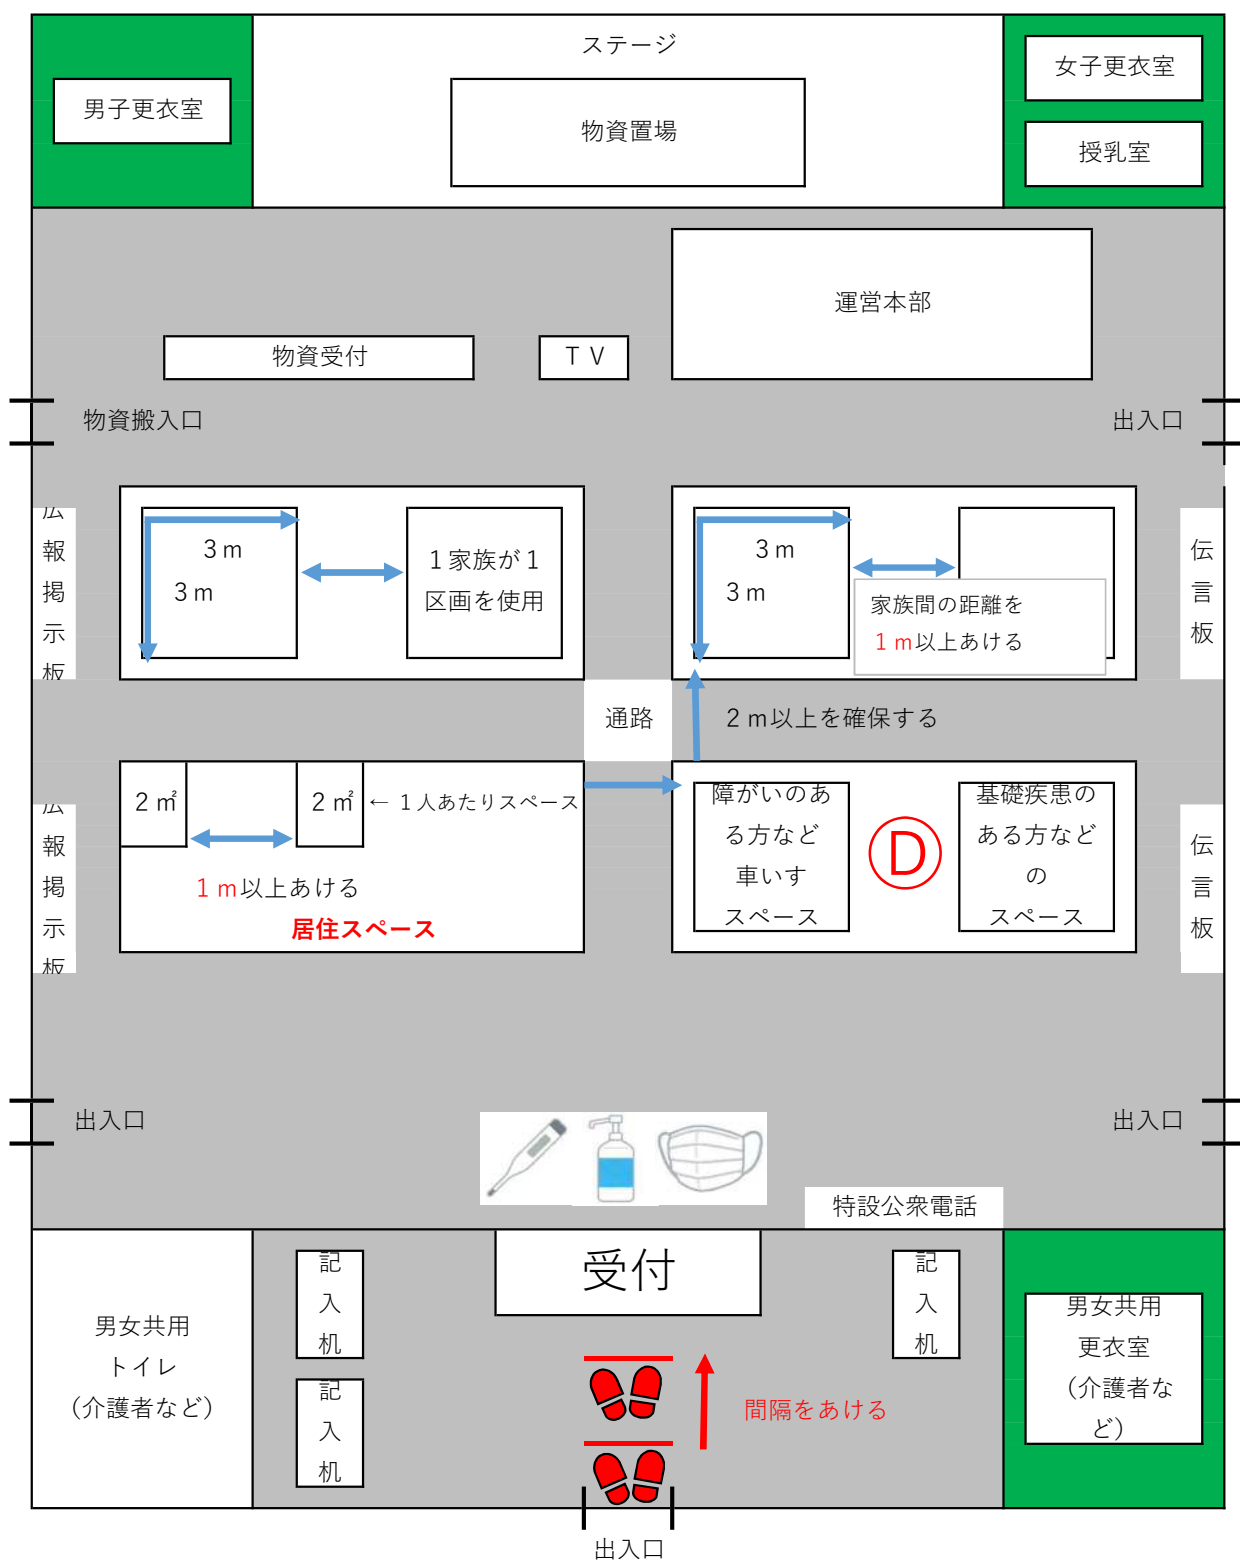 ステージ
男子更衣室
物資置場
女子更衣室
授乳室
運営本部
物資受付
ＴＶ
物資搬入口
出入口
広報掲示板
３ｍ
３ｍ
１家族が１
区画を使用
３ｍ
３ｍ
家族間の距離を
１ｍ以上あける
伝言板
通路
２ｍ以上を確保する
広報掲示板
２㎡
２㎡
←１人あたりスペース
１ｍ以上あける
居住スペース
障がいのあ
る方など
車いす
スペース
Ⓓ
基礎疾患の
ある方など
の
スペース
伝言板
出入口
出入口
特設公衆電話
受付
記入机
記入机
記入机
男女共用
トイレ
（介護者など）
間隔をあける
男女共用
更衣室
（介護者な
ど）
出入口